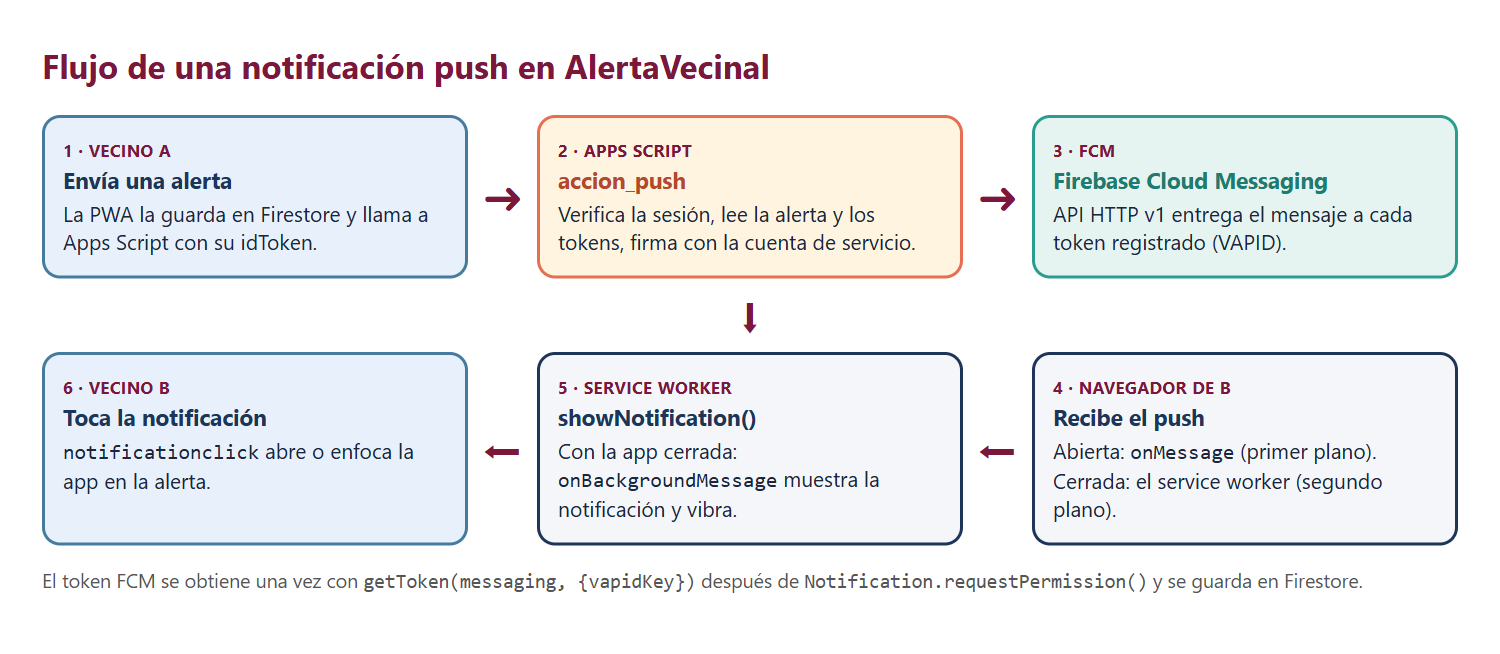 Flujo de una notificación push en AlertaVecinal
1 · VECINO A
Envía una alerta
La PWA la guarda en Firestore y llama a
Apps Script con su idToken.
2 · APPS SCRIPT
accion_push
Verifica la sesión, lee la alerta y los
tokens, firma con la cuenta de servicio.
3 · FCM
Firebase Cloud Messaging
API HTTP v1 entrega el mensaje a cada
token registrado (VAPID).
6 · VECINO B
Toca la notificación
notificationclick abre o enfoca la
app en la alerta.
5 · SERVICE WORKER
showNotification()
Con la app cerrada:
onBackgroundMessage muestra la
notificación y vibra.
4 · NAVEGADOR DE B
Recibe el push
Abierta: onMessage (primer plano).
Cerrada: el service worker (segundo
plano).
El token FCM se obtiene una vez con getToken(messaging, {vapidKey}) después de Notification.requestPermission() y se guarda en Firestore.